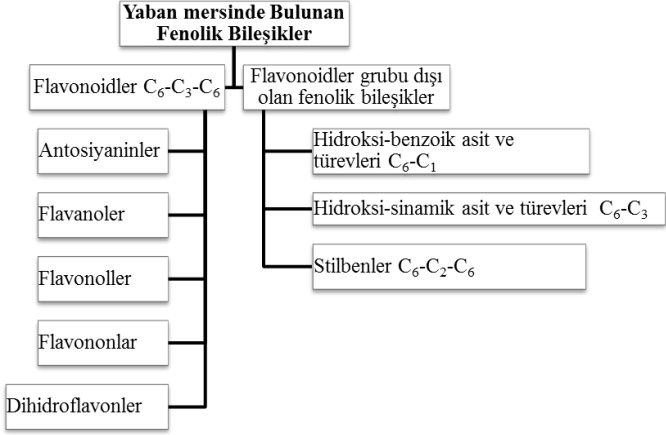 Yaban mersinde Bulunan
Fenolik Bileşikler
Flavonoidler C₆-C₃-C₆
Flavonoidler grubu dışı
olan fenolik bileşikler
Antosiyaninler
Flavanoler
Flavonoller
Flavononlar
Dihidroflavonler
Hidroksi-benzoik asit ve
türevleri C₆-C₁
Hidroksi-sinamik asit ve türevleri C₆-C₃
Stilbenler C₆-C₂-C₆